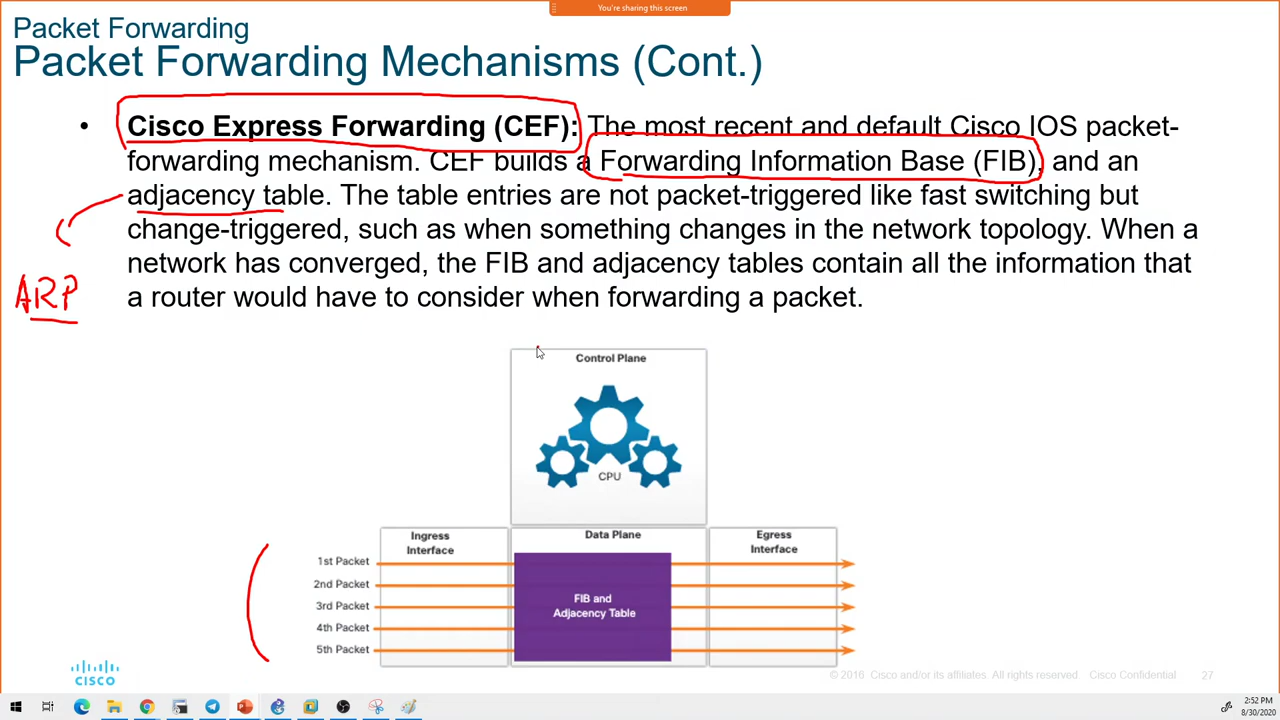 You're sharing this screen
Packet Forwarding
Packet Forwarding Mechanisms (Cont.)
• Cisco Express Forwarding (CEF): The most recent and default Cisco IOS packet-
forwarding mechanism. CEF builds a Forwarding Information Base (FIB), and an
adjacency table. The table entries are not packet-triggered like fast switching but
change-triggered, such as when something changes in the network topology. When a
network has converged, the FIB and adjacency tables contain all the information that
a router would have to consider when forwarding a packet.
ARP
Control Plane
CPU
Ingress
Interface
Data Plane
Egress
Interface
1st Packet
2nd Packet
3rd Packet
4th Packet
5th Packet
FIB and
Adjacency Table
CISCO
© 2016 Cisco and/or its affiliates. All rights reserved. Cisco Confidential
27
2:52 PM
8/30/2020